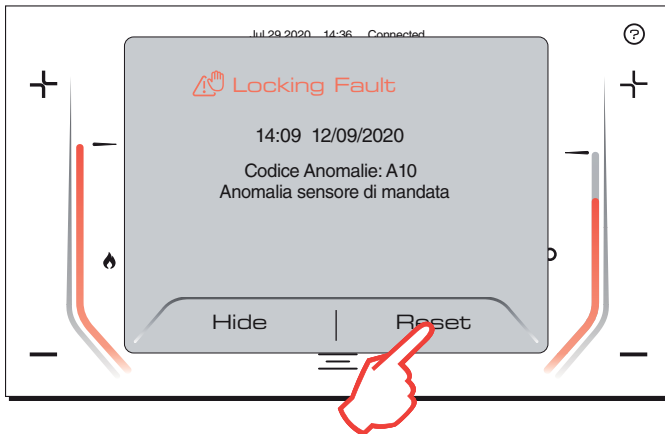 Jul 29 2020 14:36 Connected
?
Locking Fault
14:09 12/09/2020
Codice Anomalie: A10
Anomalia sensore di mandata
Hide | Reset